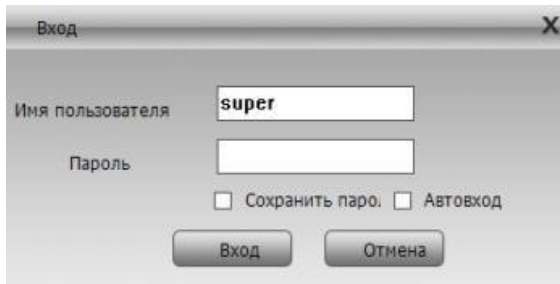 Вход
X
Имя пользователя
super
Пароль
Сохранить паро.
Автовход
Вход
Отмена